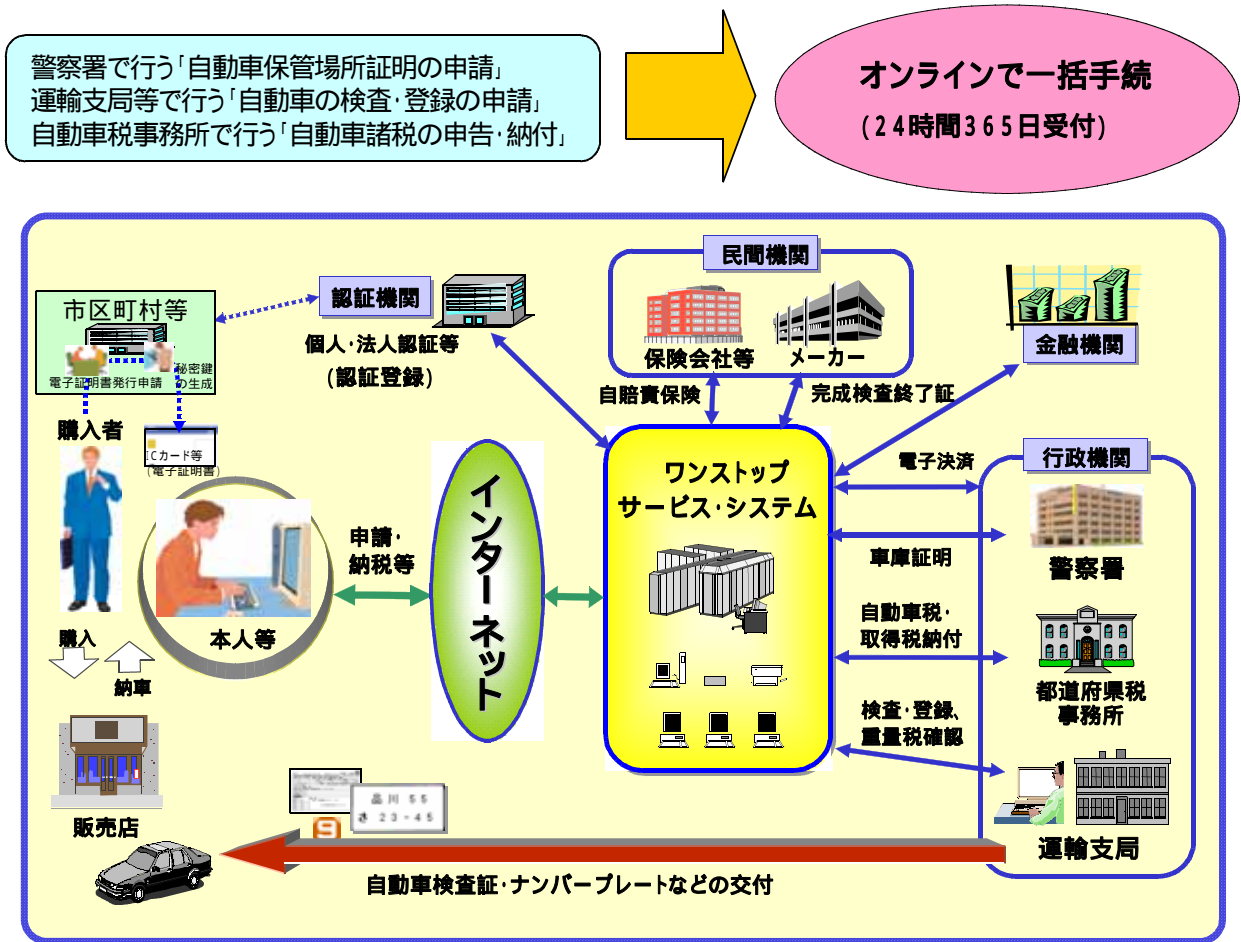 警察署で行う｢自動車保管場所証明の申請｣
運輸支局等で行う｢自動車の検査･登録の申請｣
自動車税事務所で行う｢自動車諸税の申告･納付｣
オンラインで一括手続
(24時間365日受付)
民間機関
市区町村等
認証機関
電子証明書発行申請
秘密鍵
の生成
個人･法人認証等
(認証登録)
保険会社等
メーカー
金融機関
自賠責保険
完成検査終了証
購入者
ICカード等
(電子証明書)
電子決済
行政機関
ワンストップ
サービス･システム
インターネット
申請･
納税等
車庫証明
警察署
本人等
購入
納車
自動車税･
取得税納付
都道府県税
事務所
検査･登録、
重量税確認
販売店
品川 55
さ 23-45
9
運輸支局
自動車検査証･ナンバープレートなどの交付